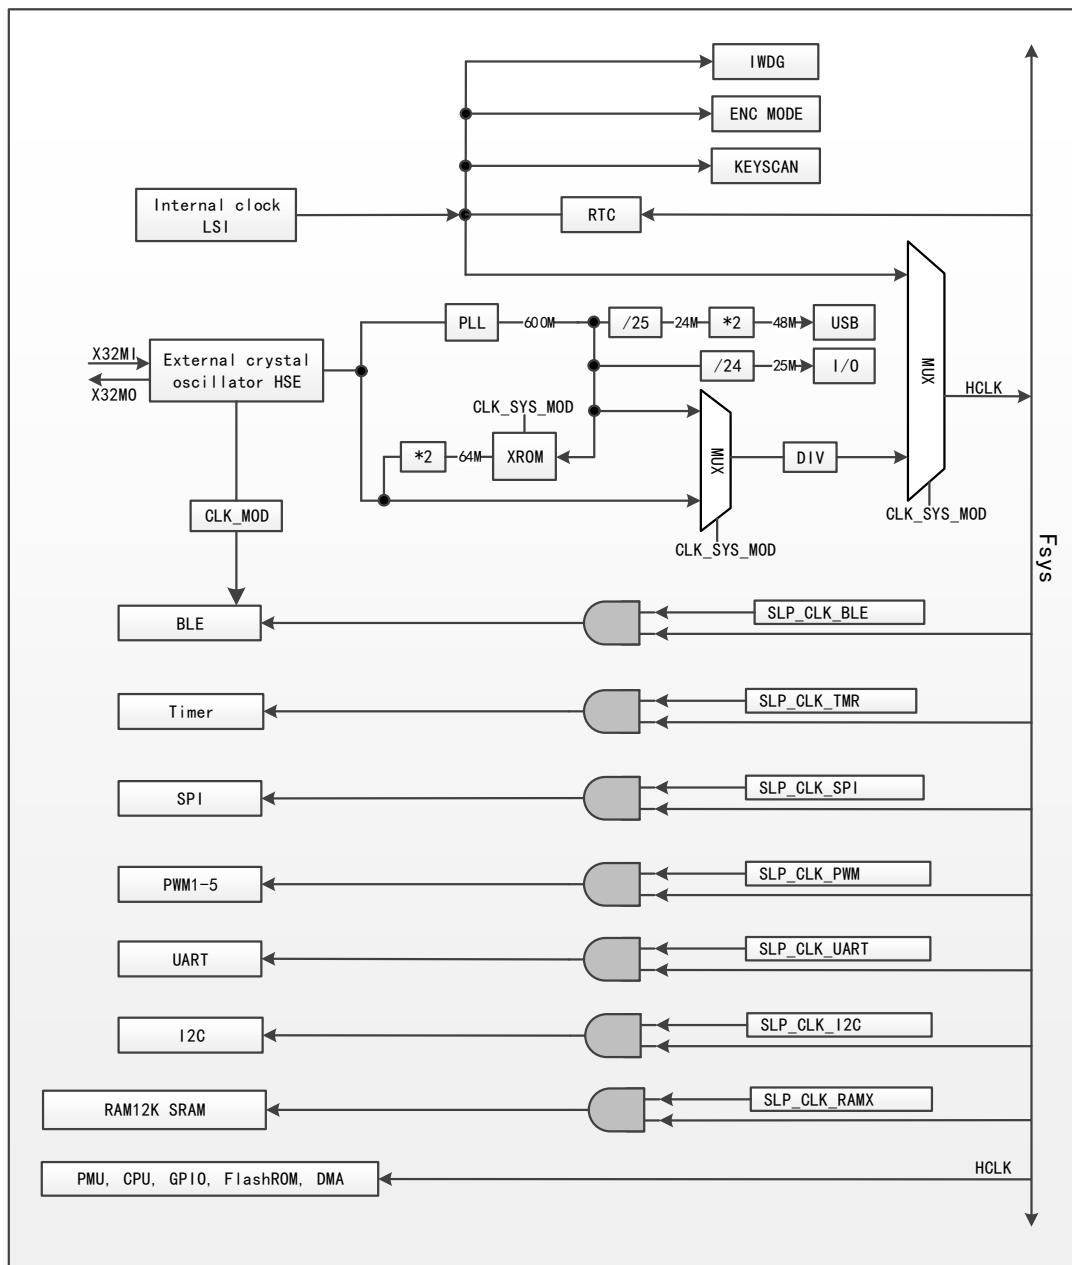 IWDG
ENC MODE
KEYSCAN
Internal clock
LSI
RTC
PLL
600M
/25
24M
*2
48M
USB
X32MI
External crystal
oscillator HSE
X32MO
/24
25M
I/O
MUX
HCLK
CLK_SYS_MOD
*2
64M
XROM
MUX
DIV
CLK_MOD
CLK_SYS_MOD
CLK_SYS_MOD
Fsys
BLE
SLP_CLK_BLE
Timer
SLP_CLK_TMR
SPI
SLP_CLK_SPI
PWM1-5
SLP_CLK_PWM
UART
SLP_CLK_UART
I2C
SLP_CLK_I2C
RAM12K SRAM
SLP_CLK_RAMX
PMU, CPU, GPIO, FlashROM, DMA
HCLK